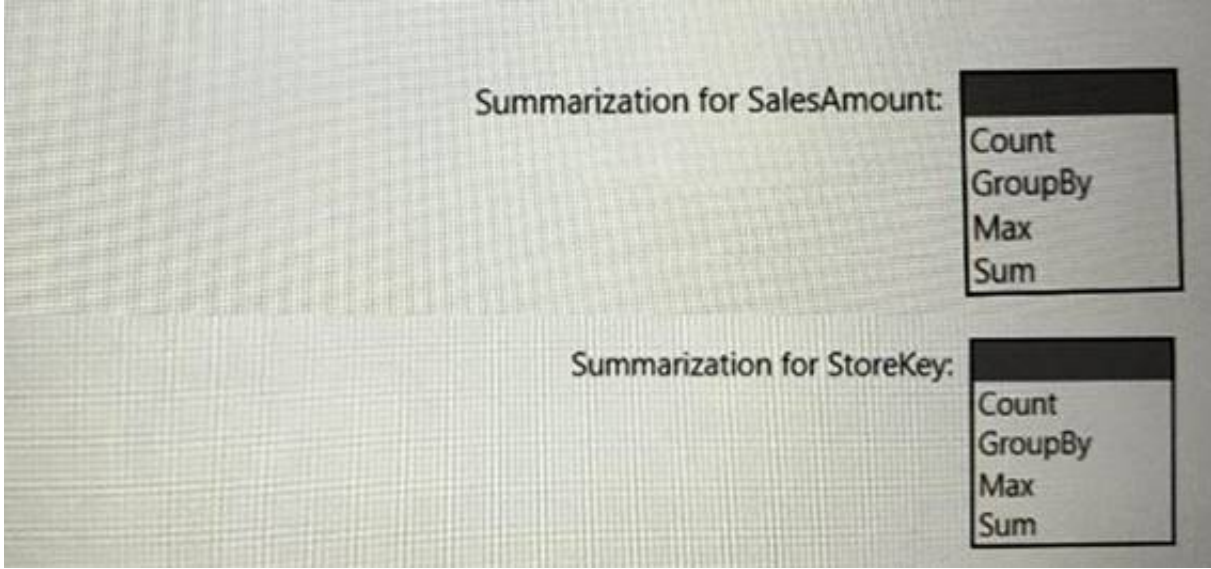 Summarization for SalesAmount:
Count
GroupBy
Max
Sum
Summarization for StoreKey:
Count
GroupBy
Max
Sum